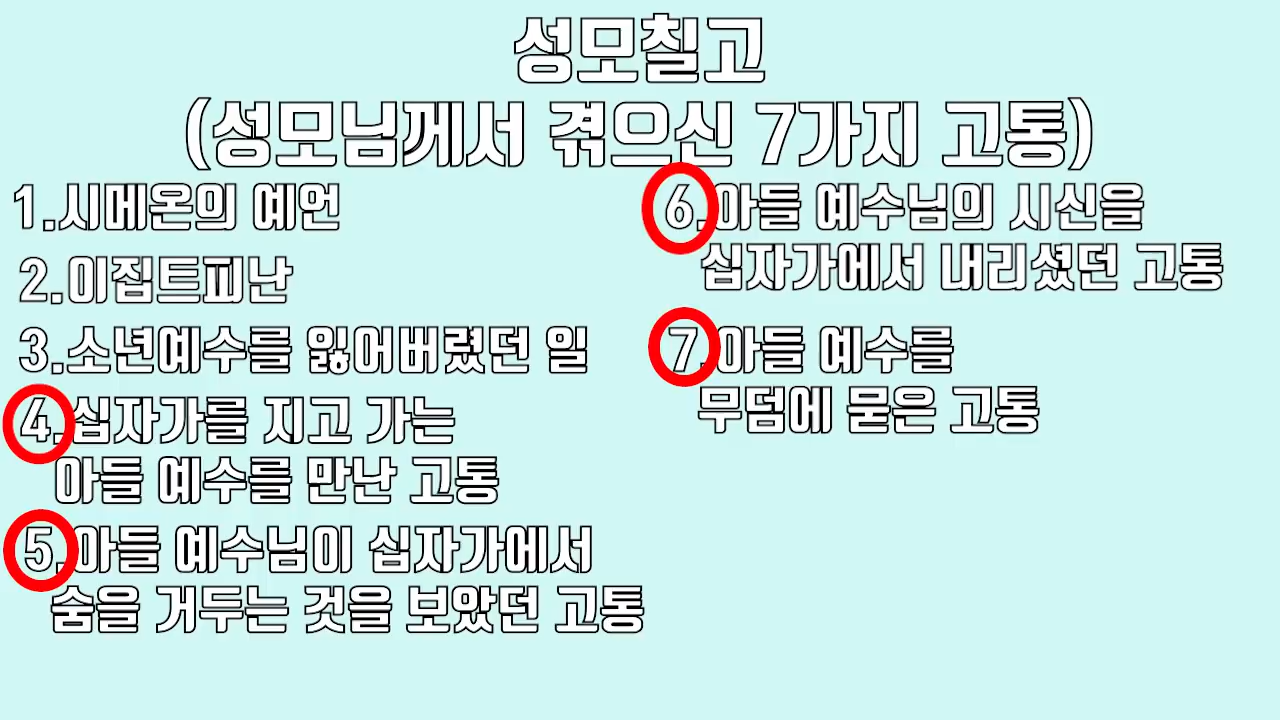 성모칠고
(성모님께서 겪으신 7가지 고통)
1.시메온의 예언
2.이집트피난
3.소년예수를 잃어버렸던 일
4.십자가를 지고 가는
아들 예수를 만난 고통
5.아들 예수님이 십자가에서
숨을 거두는 것을 보았던 고통
6.아들 예수님의 시신을
십자가에서 내리셨던 고통
7.아들 예수를
무덤에 묻은 고통